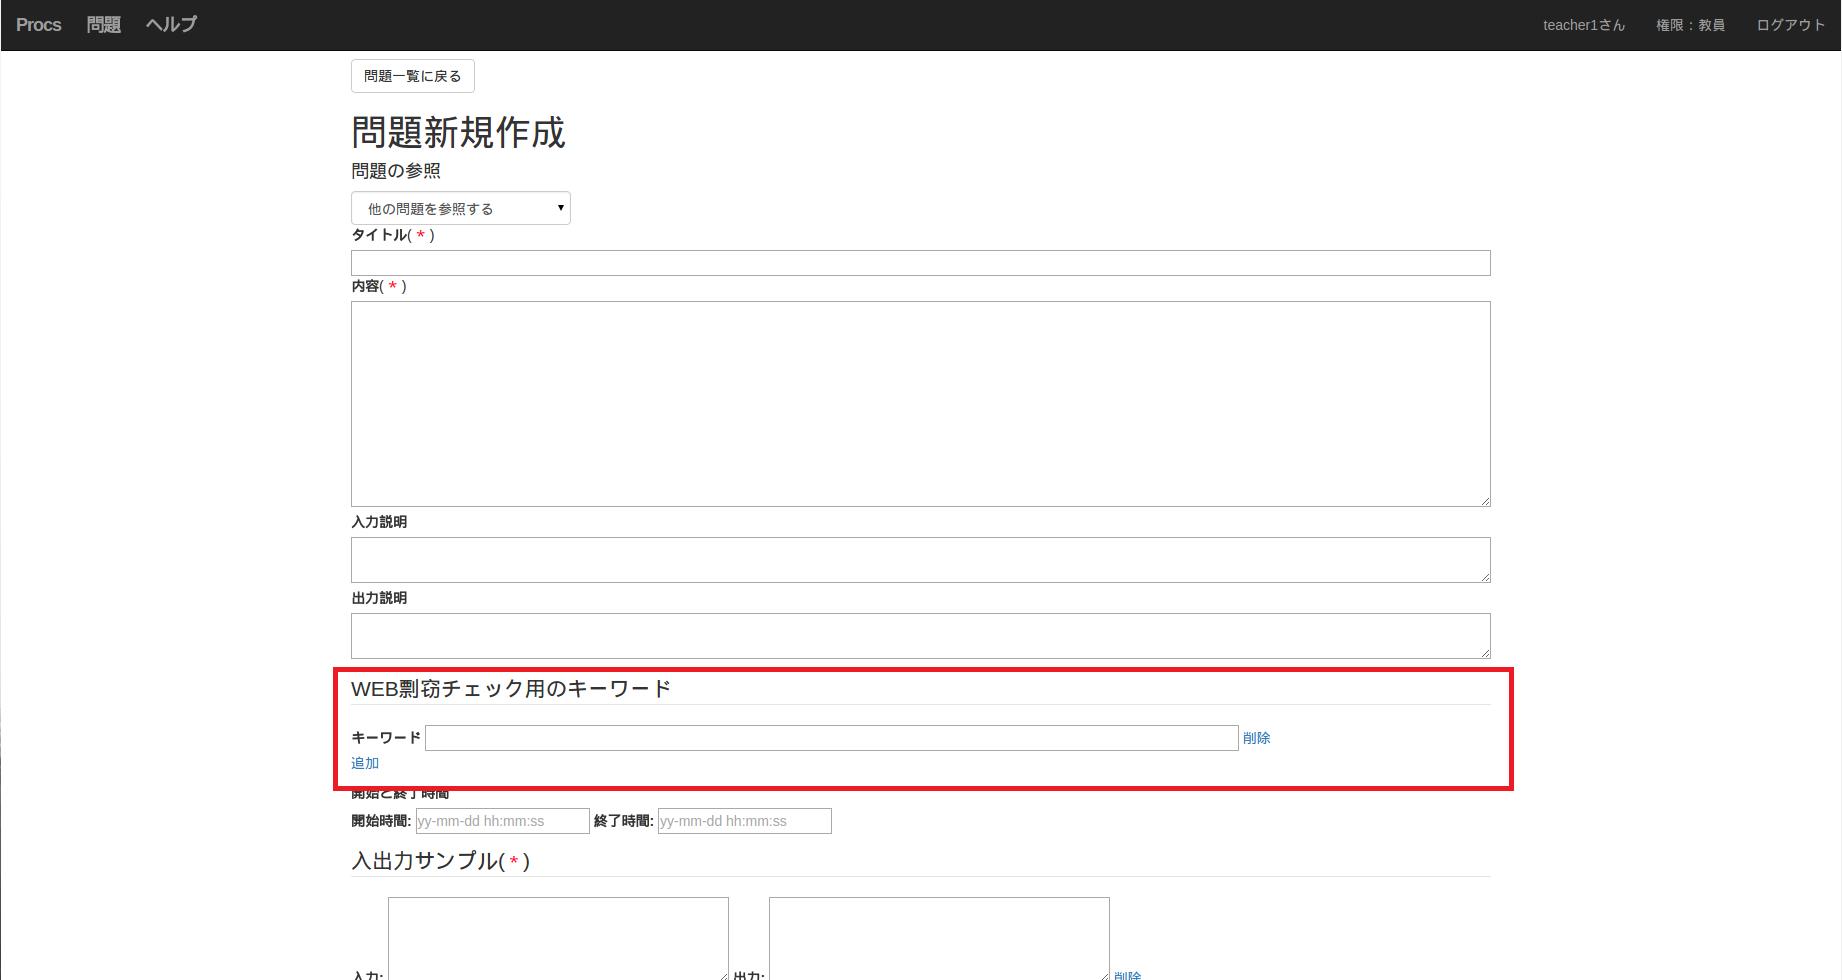 Procs 問題 ヘルプ teacher1さん 権限：教員 ログアウト
問題一覧に戻る
問題新規作成
問題の参照
他の問題を参照する
タイトル( * )
内容( * )
入力説明
出力説明
WEB剽窃チェック用のキーワード
キーワード 削除
追加
開始と終了時間
開始時間: yy-mm-dd hh:mm:ss 終了時間: yy-mm-dd hh:mm:ss
入出力サンプル( * )
入力: 出力: 削除